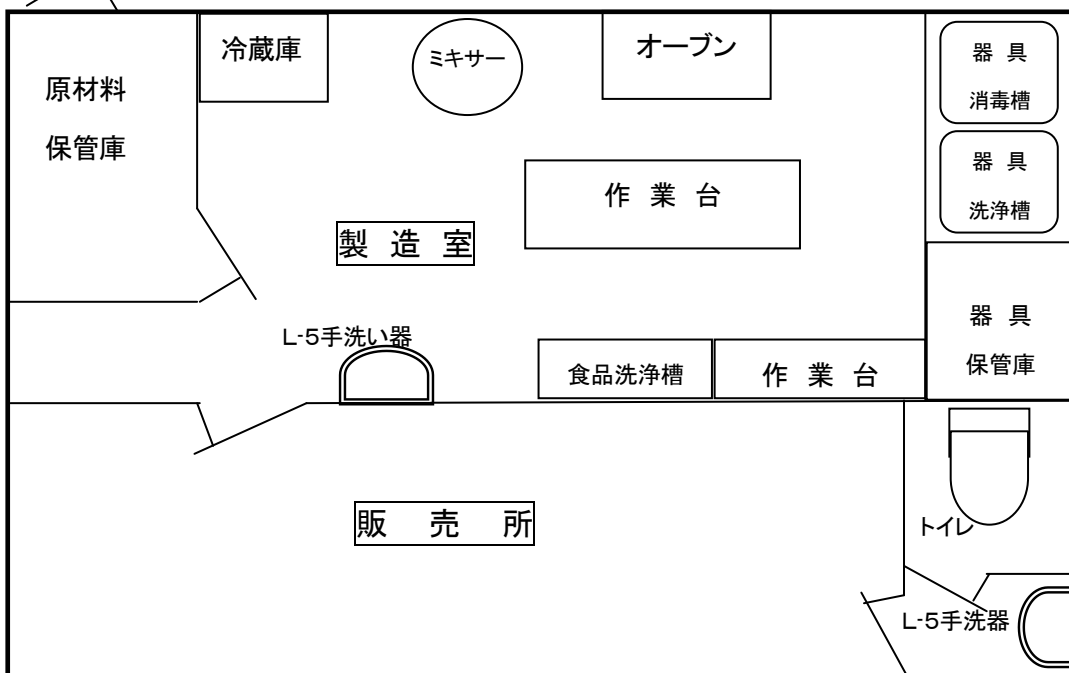 冷蔵庫
ミキサー
オーブン
器 具
消毒槽
原材料
保管庫
器 具
洗浄槽
作 業 台
製 造 室
器 具
保管庫
L-5手洗い器
食品洗浄槽
作 業 台
販 売 所
トイレ
L-5手洗器